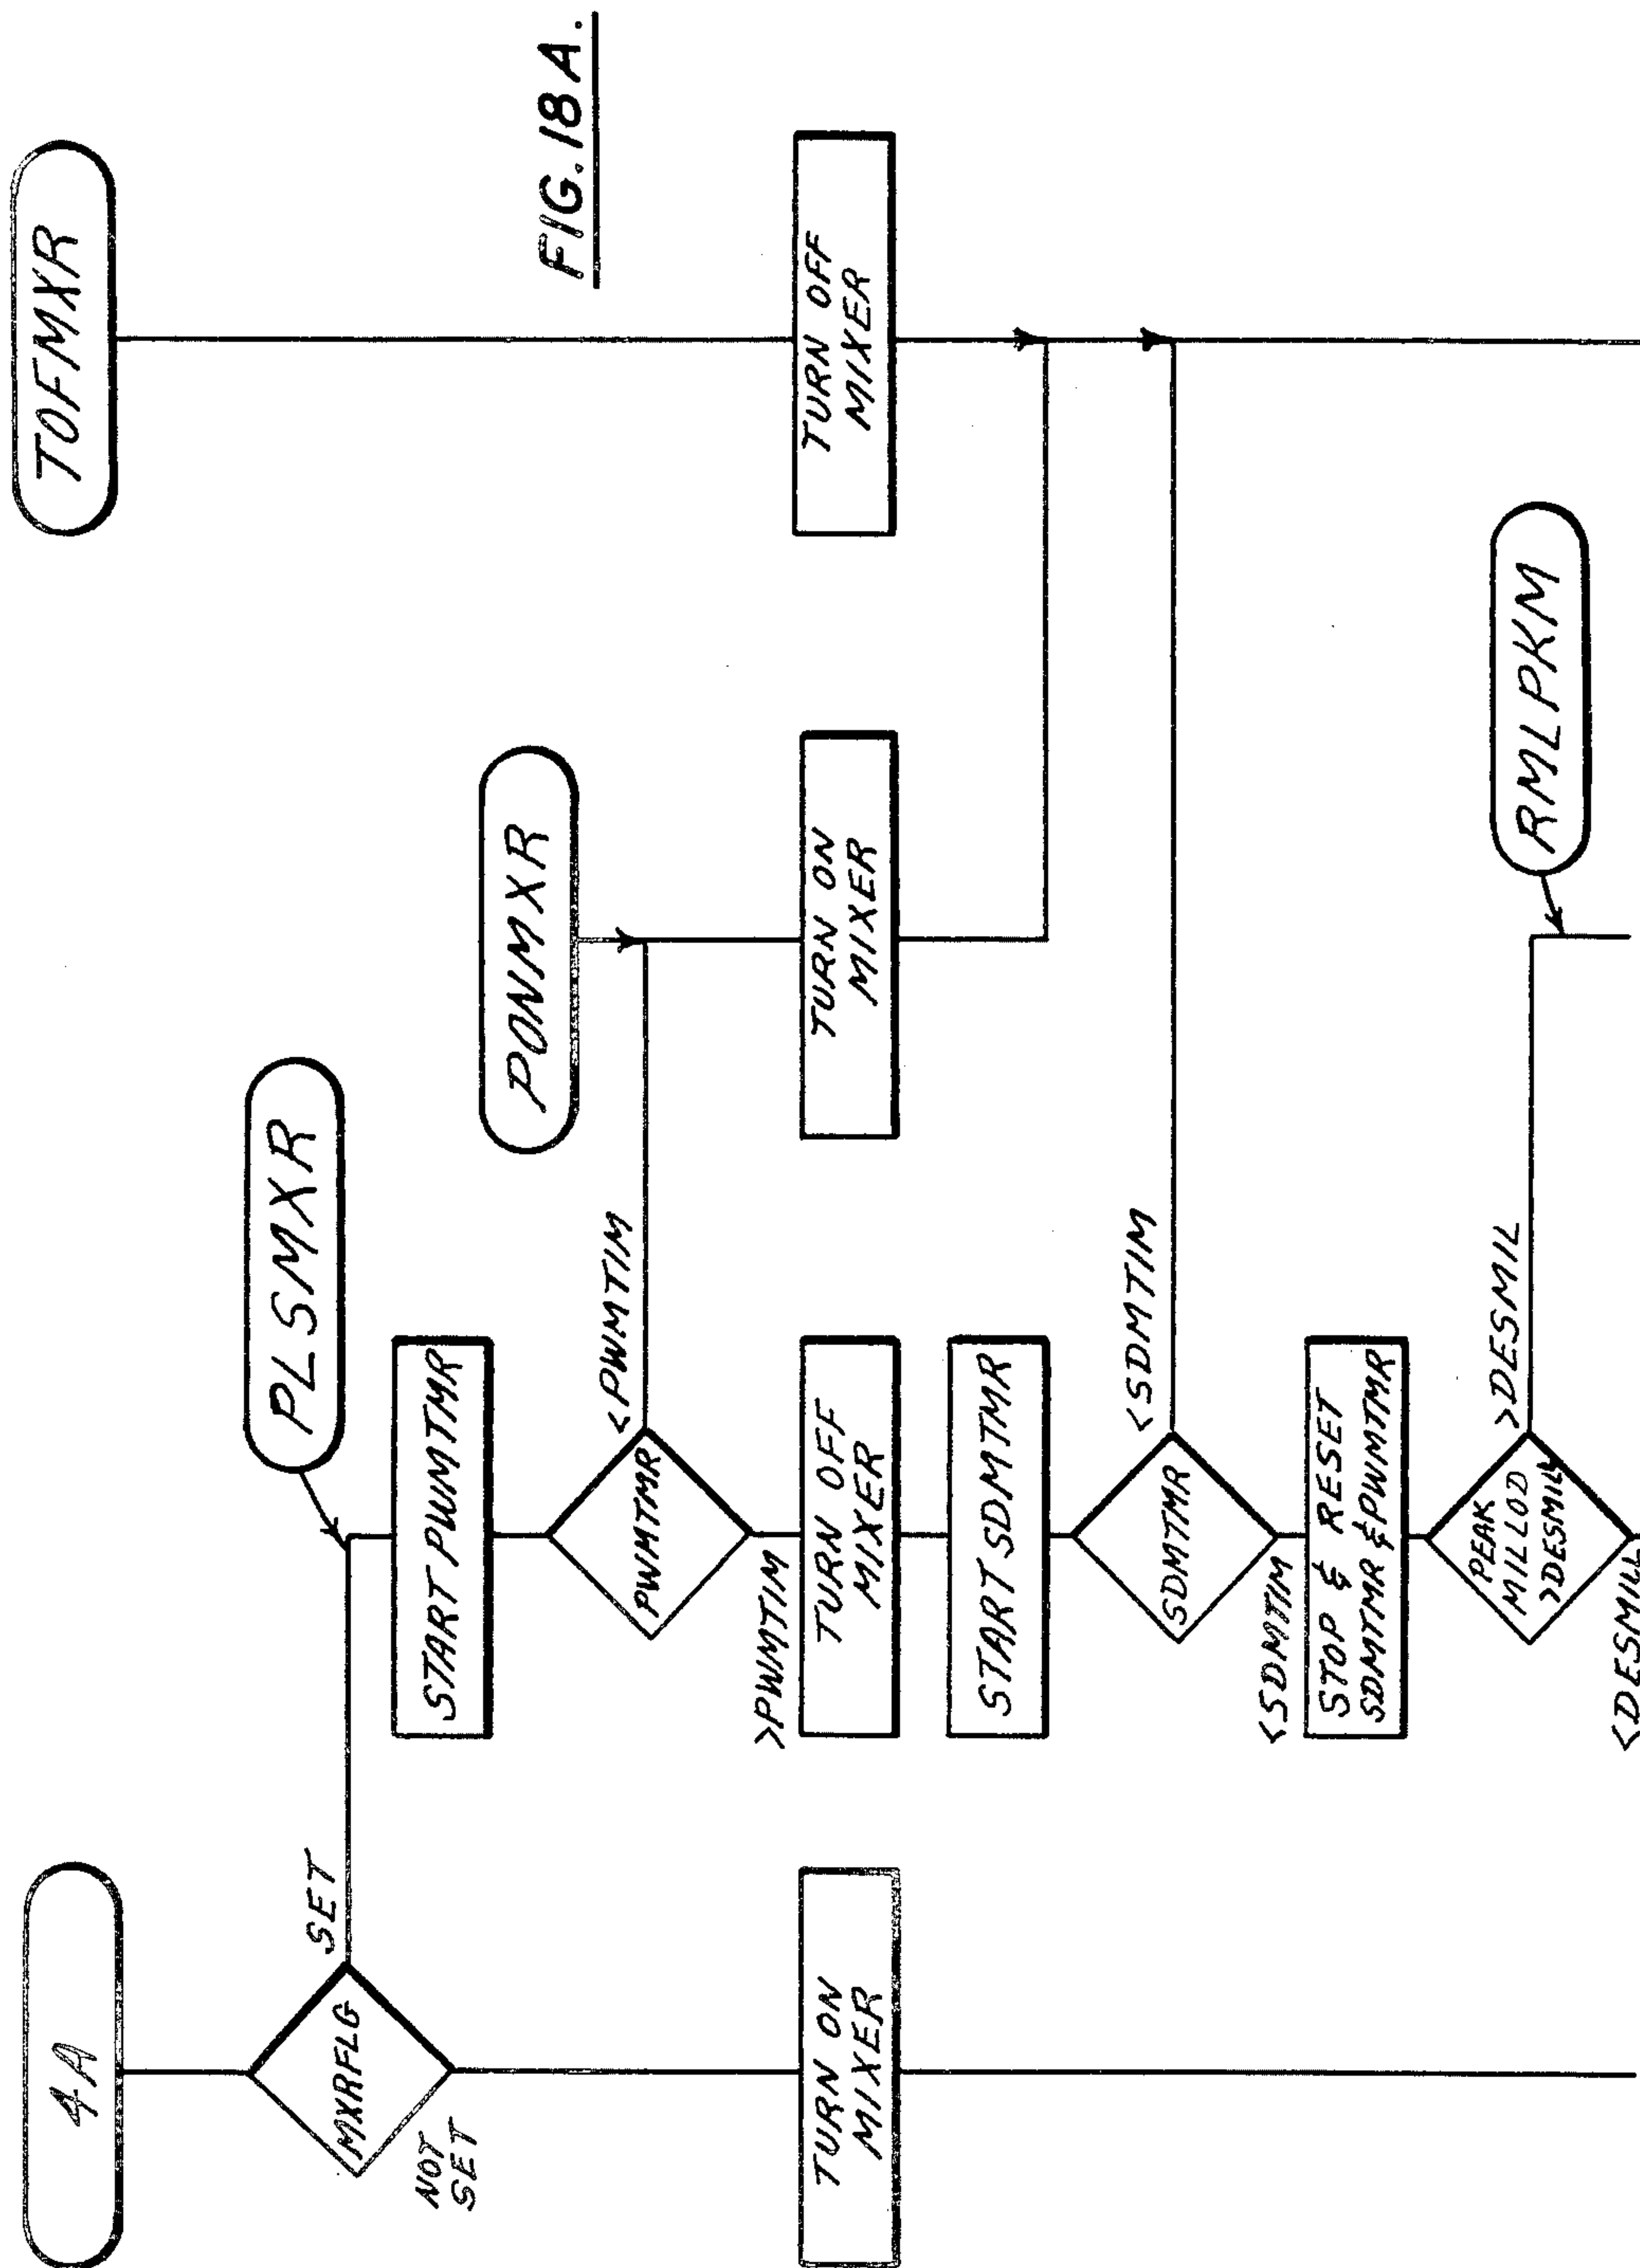 4A
TOFMXR
FIG. 18A.
PLSMXR
MXRFLG
SET
NOT
SET
START PWMTMR
PONMXR
PWMTMR
<PWMTIM
>PWMTIM
TURN ON
MIXER
TURN OFF
MIXER
TURN ON
MIXER
TURN OFF
MIXER
START SDMTMR
SDMTMR
<SDMTIM
<SDMTIM
STOP & RESET
SDMTMR & PWMTMR
RMLPKM
PEAK
MILLOD
>DESMIL
>DESMIL
<DESMIL